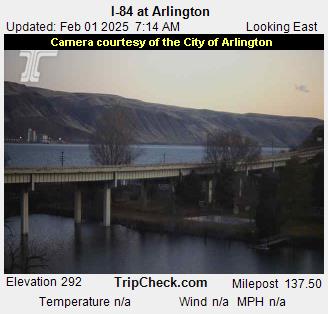 I-84 at Arlington
Updated: Feb 01 2025 7:14 AM Looking East
Camera courtesy of the City of Arlington
Elevation 292 TripCheck.com Milepost 137.50
Temperature n/a Wind n/a MPH n/a